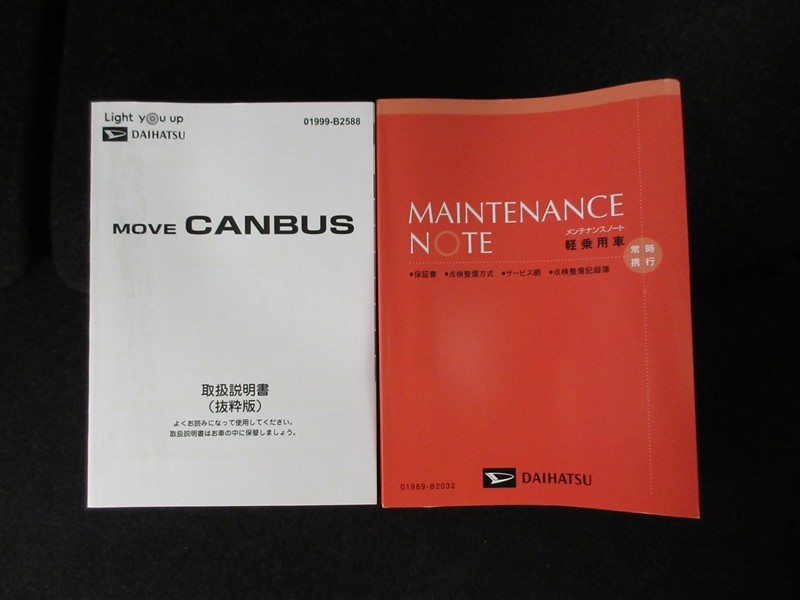 Light you up
DAIHATSU
01999-B2588
MOVE CANBUS
取扱説明書
（抜粋版）
よくお読みになって使用してください。
取扱説明書はお車の中に保管しましょう。
MAINTENANCE
NOTE
メンテナンスノート
軽乗用車
常時
携行
●保証書 ●点検整備方式 ●サービス網 ●点検整備記録簿
01989-B2032
DAIHATSU